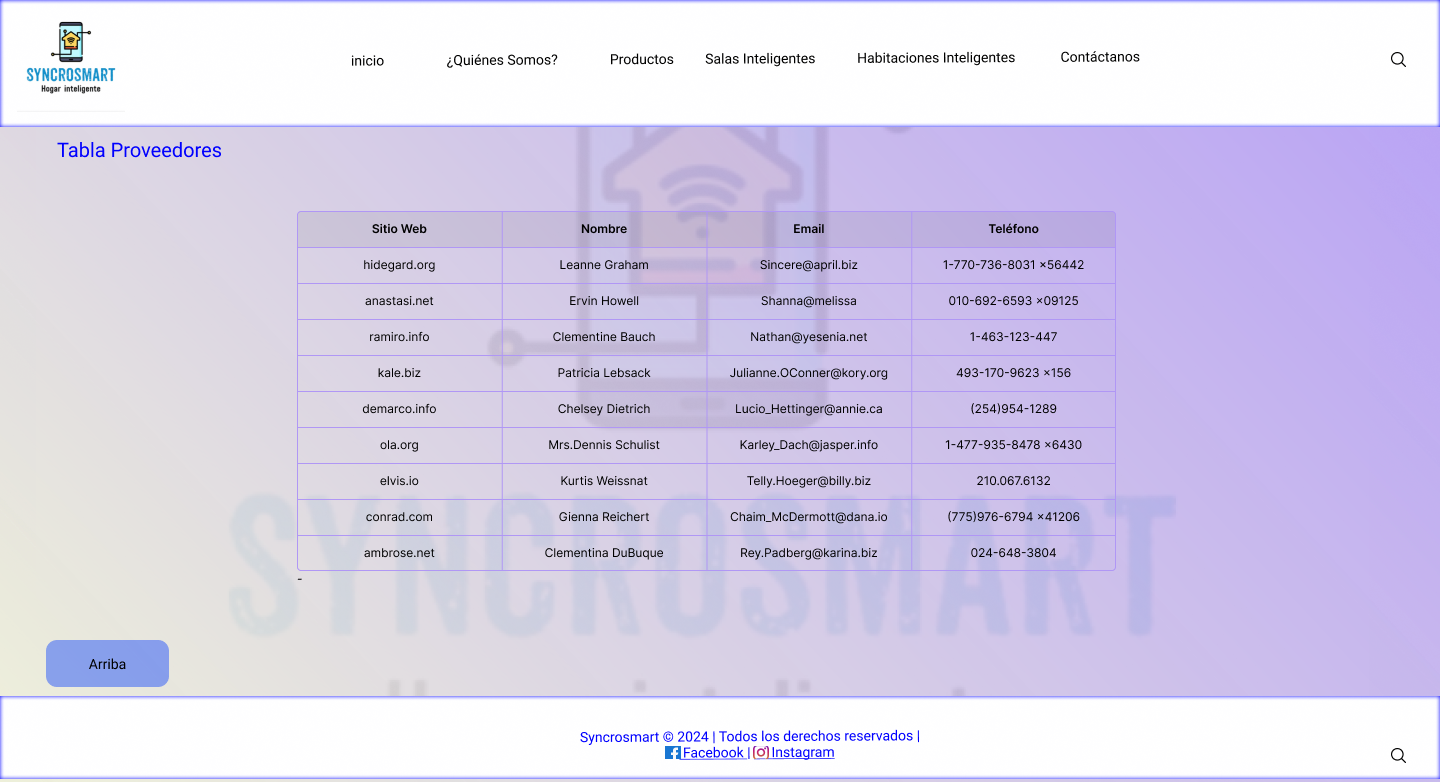 SYNCROSMART
Hogar inteligente
inicio ¿Quiénes Somos? Productos Salas Inteligentes Habitaciones Inteligentes Contáctanos
Tabla Proveedores
Sitio Web Nombre Email Teléfono
hidegard.org Leanne Graham Sincere@april.biz 1-770-736-8031 x56442
anastasi.net Ervin Howell Shanna@melissa 010-692-6593 x09125
ramiro.info Clementine Bauch Nathan@yesenia.net 1-463-123-447
kale.biz Patricia Lebsack Julianne.OConner@kory.org 493-170-9623 x156
demarco.info Chelsey Dietrich Lucio_Hettinger@annie.ca (254)954-1289
ola.org Mrs.Dennis Schulist Karley_Dach@jasper.info 1-477-935-8478 x6430
elvis.io Kurtis Weissnat Telly.Hoeger@billy.biz 210.067.6132
conrad.com Gienna Reichert Chaim_McDermott@dana.io (775)976-6794 x41206
ambrose.net Clementina DuBuque Rey.Padberg@karina.biz 024-648-3804
-
SYNCROSMART
Arriba
Syncrosmart © 2024 | Todos los derechos reservados |
Facebook | Instagram